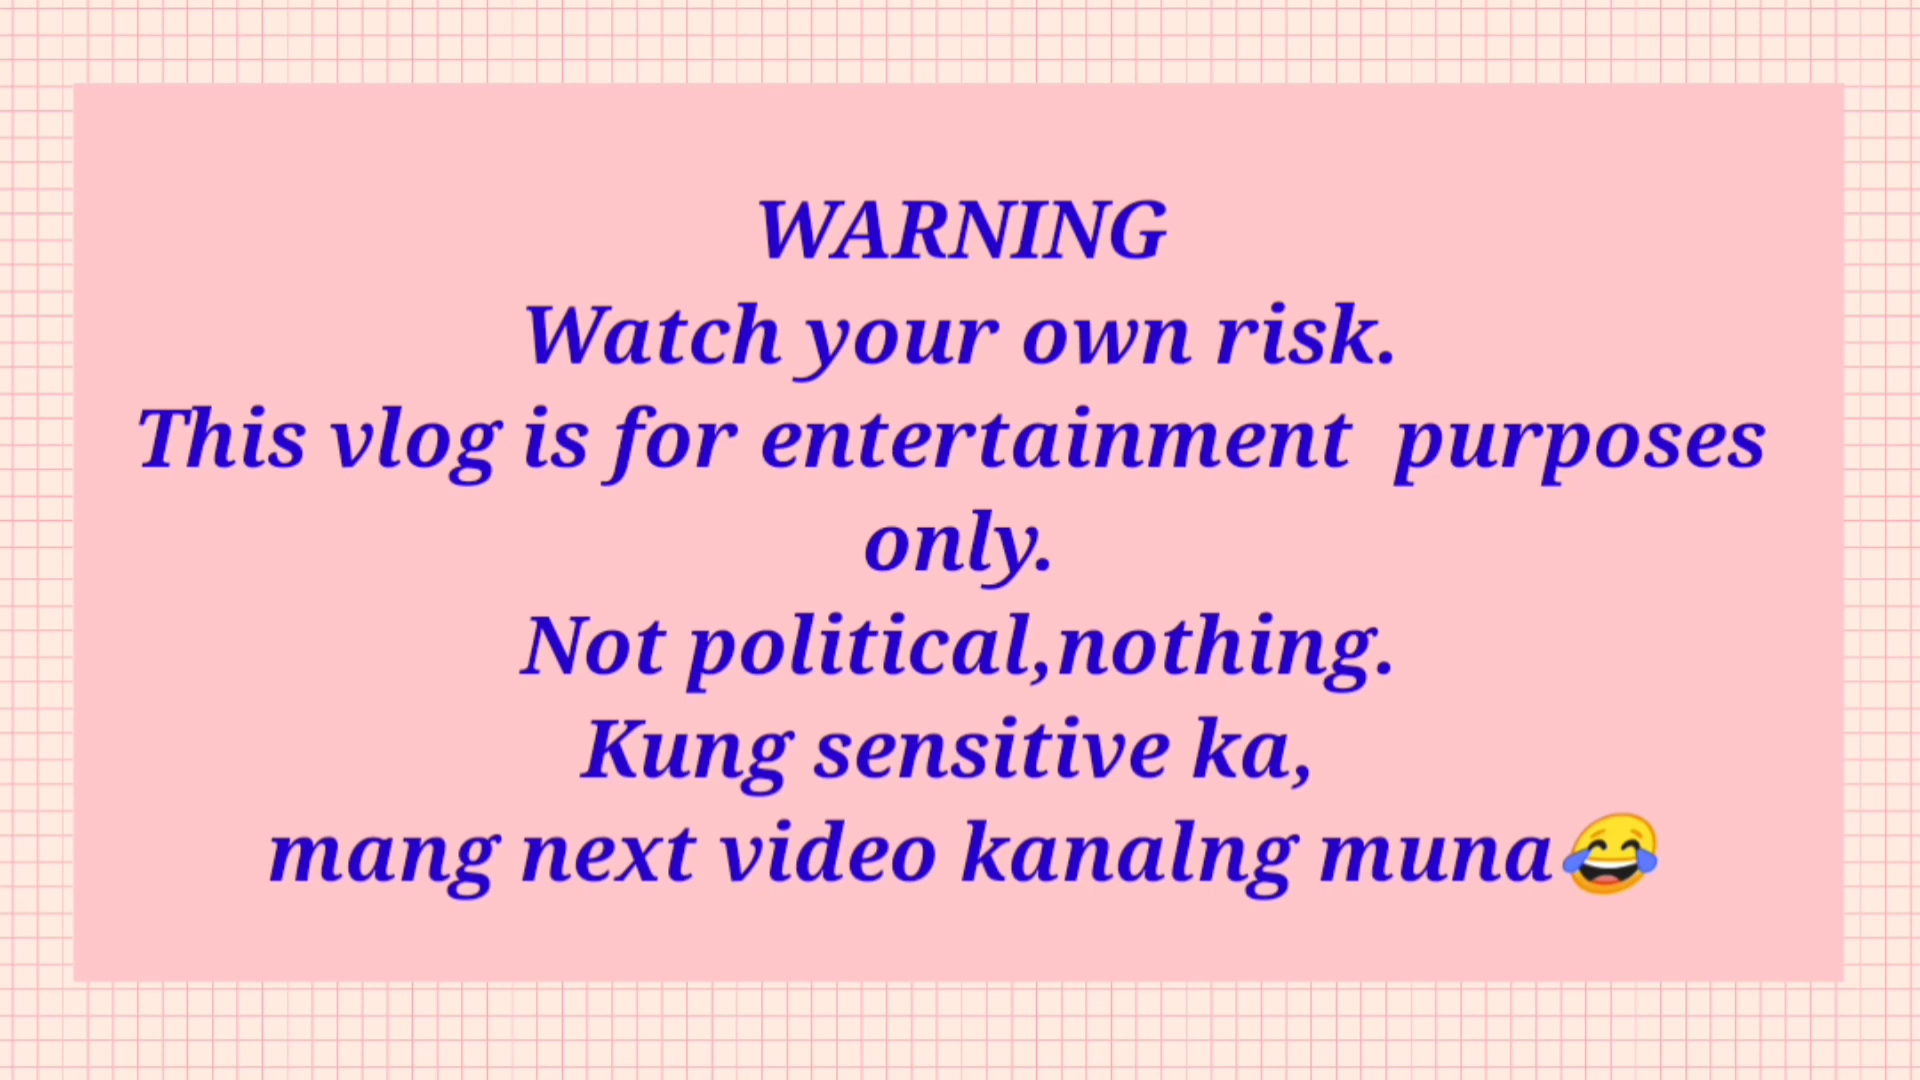 WARNING
Watch your own risk.
This vlog is for entertainment  purposes
only.
Not political,nothing.
Kung sensitive ka,
mang next video kanalng muna😂